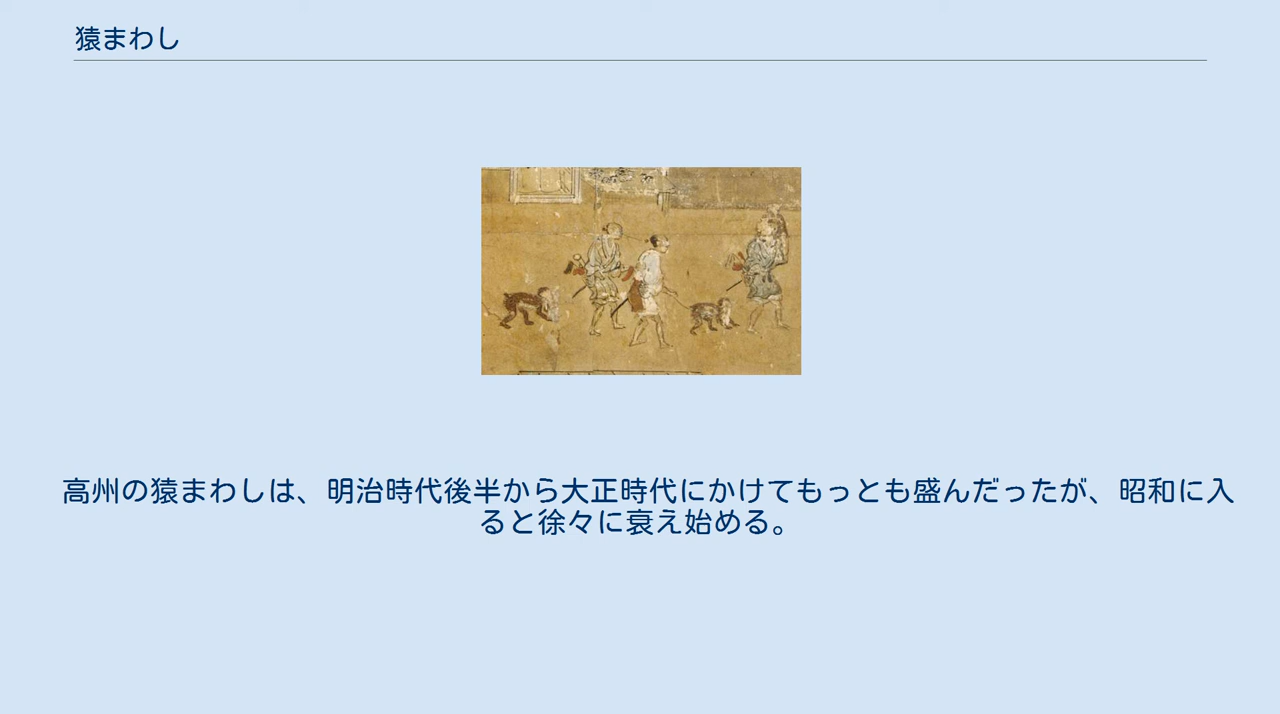 猿まわし
高州の猿まわしは、明治時代後半から大正時代にかけてもっとも盛んだったが、昭和に入
ると徐々に衰え始める。